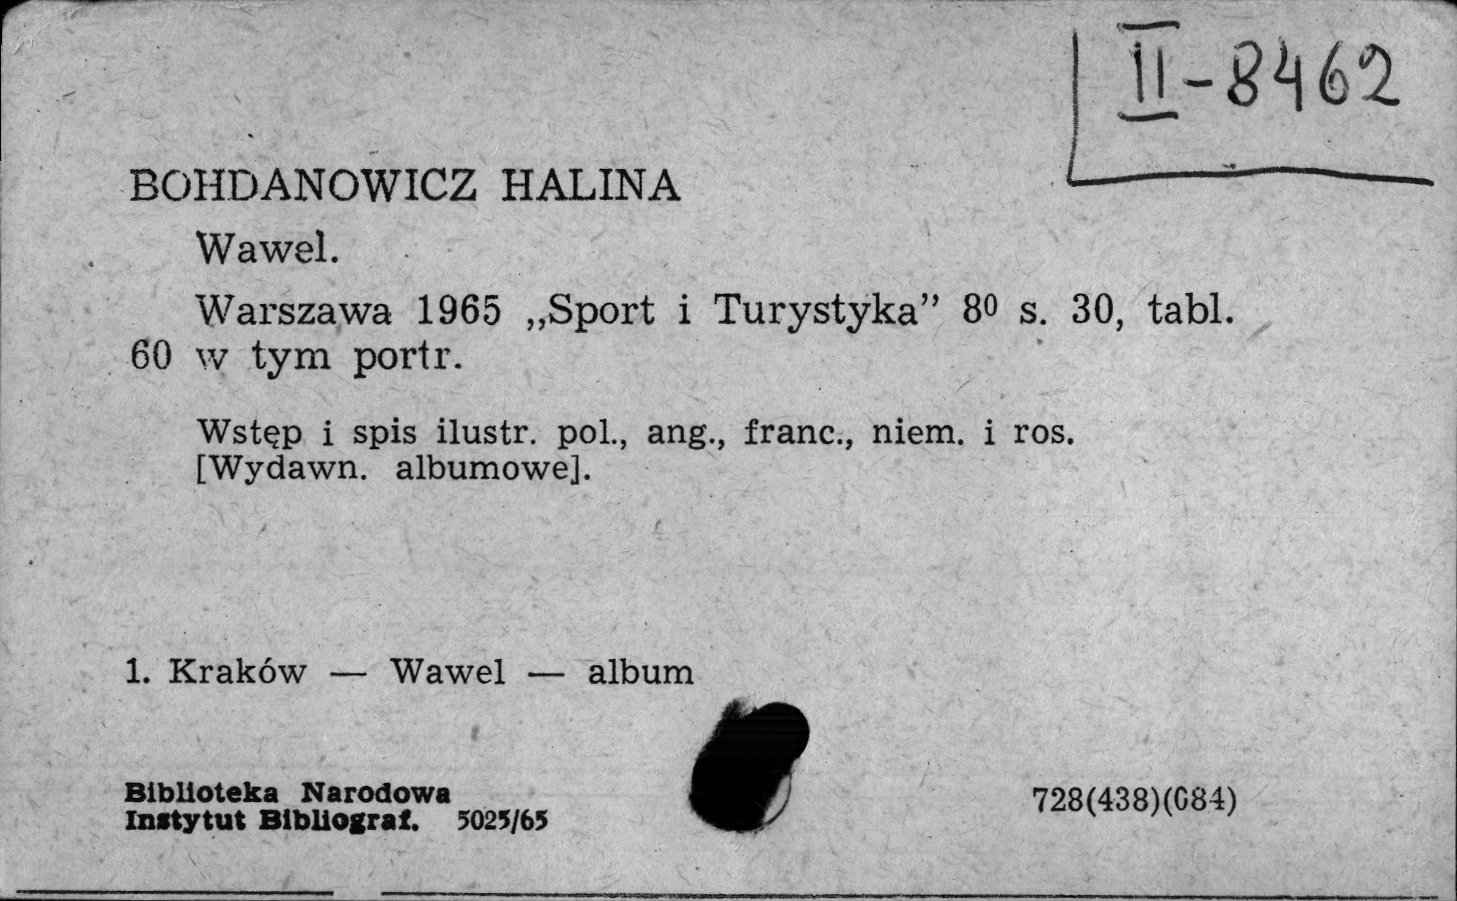 II-8462
BOHDANOWICZ HALINA
Wawel.
Warszawa 1965 „Sport i Turystyka” 8⁰ s. 30, tabl.
60 w tym portr.
Wstęp i spis ilustr. pol., ang., franc., niem. i ros.
[Wydawn. albumowe].
1. Kraków — Wawel — album
Biblioteka Narodowa
Instytut Bibliograf. 5025/65
728(438)(084)